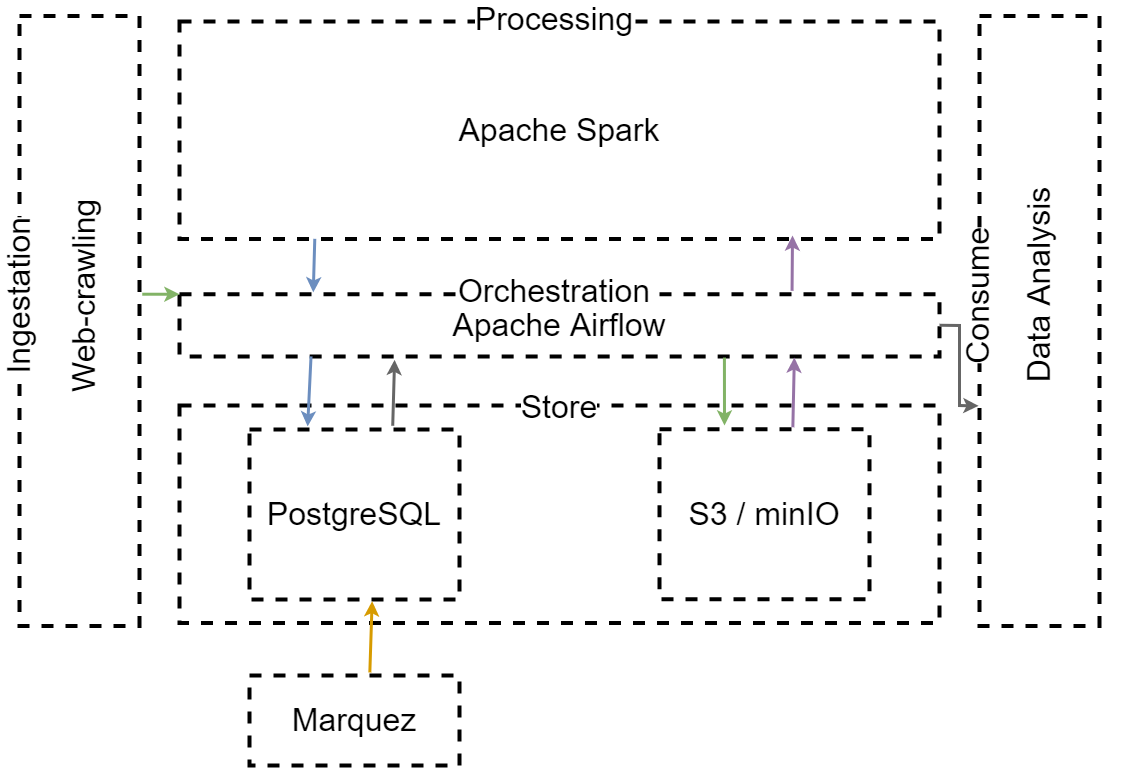 Processing
Apache Spark
Ingestation
Web-crawling
Orchestration
Apache Airflow
Consume
Data Analysis
Store
PostgreSQL
S3 / minIO
Marquez